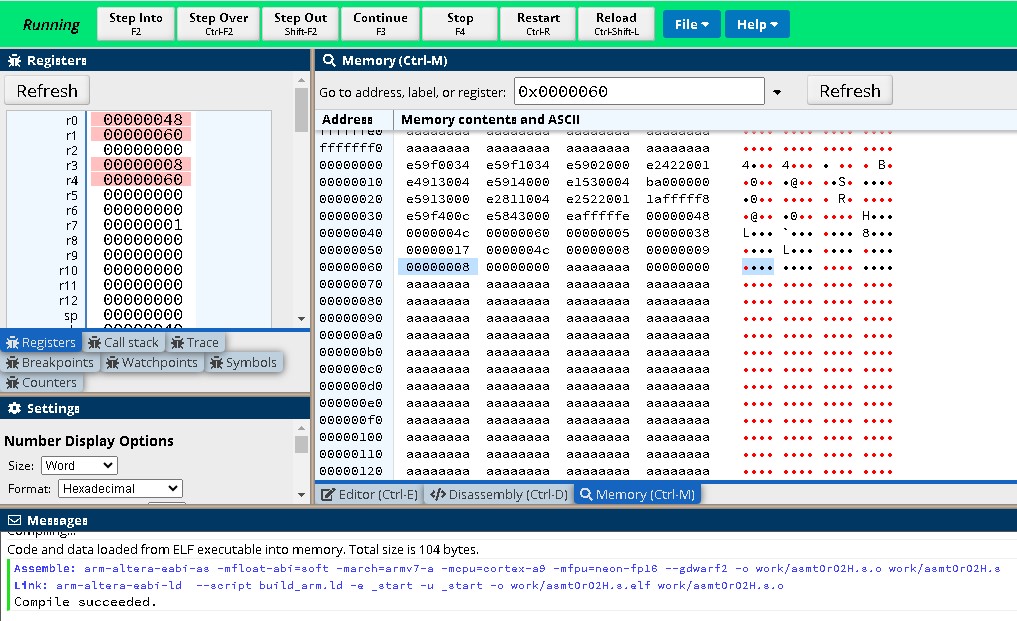 Running
Step Into
F2
Step Over
Ctrl-F2
Step Out
Shift-F2
Continue
F3
Stop
F4
Restart
Ctrl-R
Reload
Ctrl-Shift-L
File
Help
Registers
Refresh
r0 00000048
r1 00000060
r2 00000000
r3 00000008
r4 00000060
r5 00000000
r6 00000000
r7 00000001
r8 00000000
r9 00000000
r10 00000000
r11 00000000
r12 00000000
sp 00000000
Registers Call stack Trace
Breakpoints Watchpoints Symbols
Counters
Settings
Number Display Options
Size: Word
Format: Hexadecimal
Memory (Ctrl-M)
Go to address, label, or register: 0x0000060 Refresh
Address Memory contents and ASCII
ffffffe0 aaaaaaaa aaaaaaaa aaaaaaaa aaaaaaaa
fffffff0 aaaaaaaa aaaaaaaa aaaaaaaa aaaaaaaa •••• •••• •••• ••••
00000000 e59f0034 e59f1034 e5902000 e2422001 4••• 4••• • •• • B•
00000010 e4913004 e5914000 e1530004 ba000000 •0•• •@•• ••S• ••••
00000020 e5913000 e2811004 e2522001 1afffff8 •0•• •••• • R• ••••
00000030 e59f400c e5843000 eafffffe 00000048 •@•• •0•• •••• H•••
00000040 0000004c 00000060 00000005 00000038 L••• `••• •••• 8•••
00000050 00000017 0000004c 00000008 00000009 •••• L••• •••• ••••
00000060 00000008 00000000 aaaaaaaa 00000000 •••• •••• •••• ••••
00000070 aaaaaaaa aaaaaaaa aaaaaaaa aaaaaaaa •••• •••• •••• ••••
00000080 aaaaaaaa aaaaaaaa aaaaaaaa aaaaaaaa •••• •••• •••• ••••
00000090 aaaaaaaa aaaaaaaa aaaaaaaa aaaaaaaa •••• •••• •••• ••••
000000a0 aaaaaaaa aaaaaaaa aaaaaaaa aaaaaaaa •••• •••• •••• ••••
000000b0 aaaaaaaa aaaaaaaa aaaaaaaa aaaaaaaa •••• •••• •••• ••••
000000c0 aaaaaaaa aaaaaaaa aaaaaaaa aaaaaaaa •••• •••• •••• ••••
000000d0 aaaaaaaa aaaaaaaa aaaaaaaa aaaaaaaa •••• •••• •••• ••••
000000e0 aaaaaaaa aaaaaaaa aaaaaaaa aaaaaaaa •••• •••• •••• ••••
000000f0 aaaaaaaa aaaaaaaa aaaaaaaa aaaaaaaa •••• •••• •••• ••••
00000100 aaaaaaaa aaaaaaaa aaaaaaaa aaaaaaaa •••• •••• •••• ••••
00000110 aaaaaaaa aaaaaaaa aaaaaaaa aaaaaaaa •••• •••• •••• ••••
00000120 aaaaaaaa aaaaaaaa aaaaaaaa aaaaaaaa •••• •••• •••• ••••
Editor (Ctrl-E) Disassembly (Ctrl-D) Memory (Ctrl-M)
Messages
Compiling...
Code and data loaded from ELF executable into memory. Total size is 104 bytes.
Assemble: arm-altera-eabi-as -mfloat-abi=soft -march=armv7-a -mcpu=cortex-a9 -mfpu=neon-fp16 --gdwarf2 -o work/asmtOrO2H.s.o work/asmtOrO2H.s
Link: arm-altera-eabi-ld --script build_arm.ld -e _start -u _start -o work/asmtOrO2H.s.elf work/asmtOrO2H.s.o
Compile succeeded.